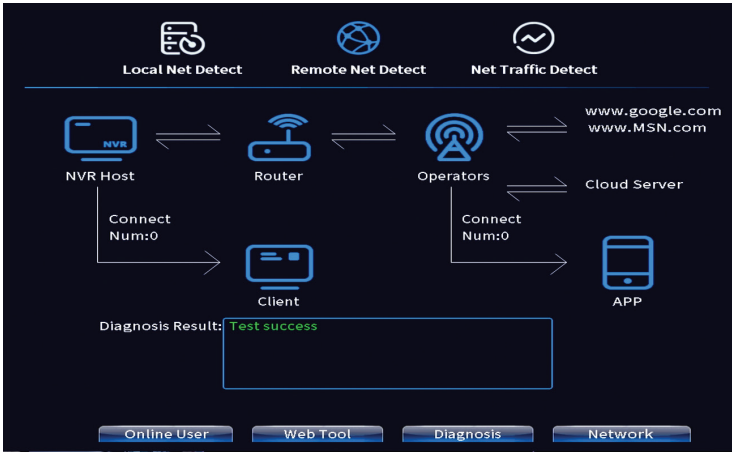 Local Net Detect
Remote Net Detect
Net Traffic Detect
www.google.com
www.MSN.com
NVR
NVR Host
Router
Operators
Cloud Server
Connect
Num:0
Connect
Num:0
Client
APP
Diagnosis Result:
Test success
Online User
Web Tool
Diagnosis
Network